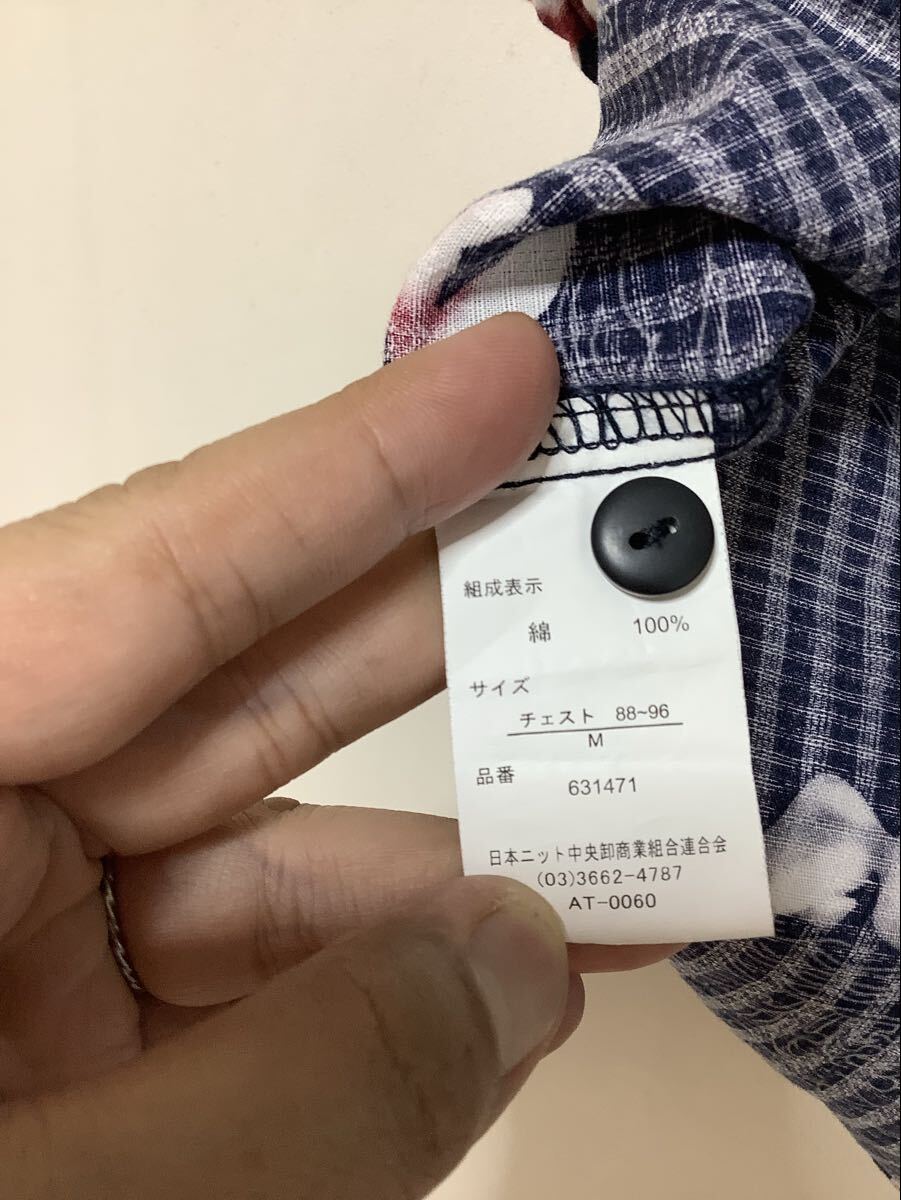 組成表示
綿 100%
サイズ
チェスト 88~96
M
品番
631471
日本ニット中央卸商業組合連合会
(03)3662-4787
AT-0060